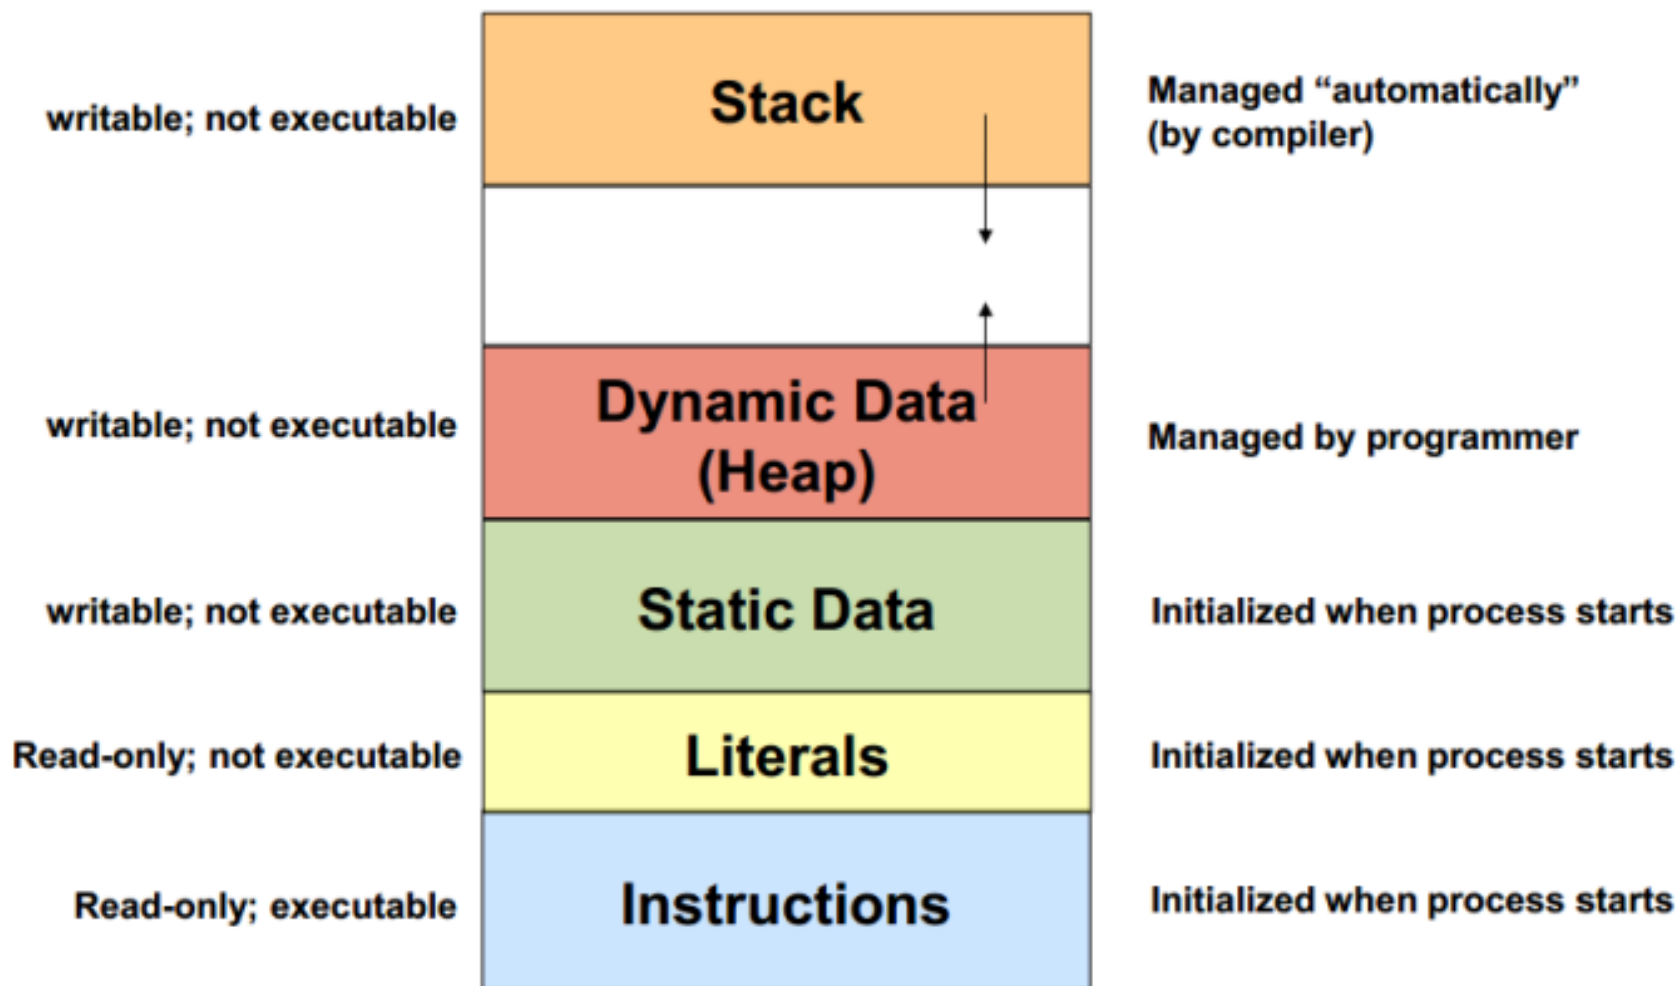 Stack
writable; not executable
Managed “automatically”
(by compiler)
Dynamic Data
(Heap)
writable; not executable
Managed by programmer
writable; not executable
Static Data
Initialized when process starts
Read-only; not executable
Literals
Initialized when process starts
Read-only; executable
Instructions
Initialized when process starts